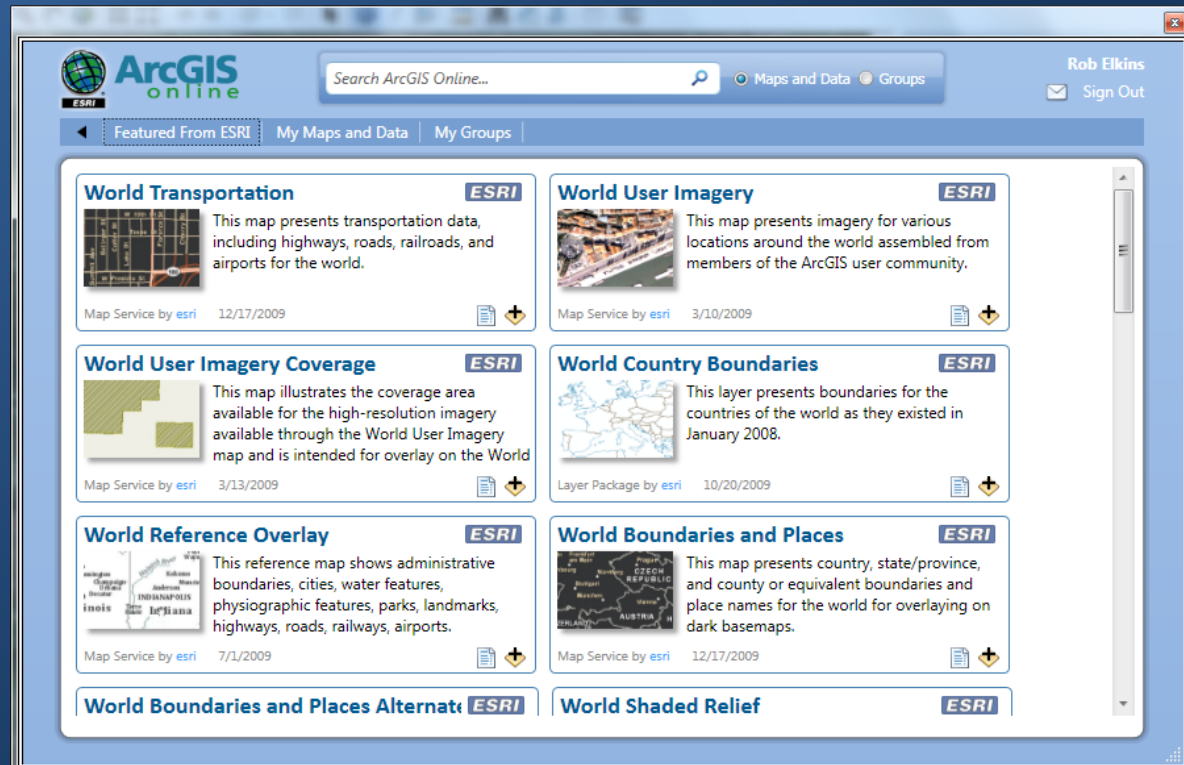 ArcGIS
online
ESRI
Search ArcGIS Online...
Maps and Data Groups
Rob Elkins
Sign Out
Featured From ESRI My Maps and Data My Groups
World Transportation ESRI
This map presents transportation data,
including highways, roads, railroads, and
airports for the world.
Map Service by esri 12/17/2009
World User Imagery ESRI
This map presents imagery for various
locations around the world assembled from
members of the ArcGIS user community.
Map Service by esri 3/10/2009
World User Imagery Coverage ESRI
This map illustrates the coverage area
available for the high-resolution imagery
available through the World User Imagery
map and is intended for overlay on the World
Map Service by esri 3/13/2009
World Country Boundaries ESRI
This layer presents boundaries for the
countries of the world as they existed in
January 2008.
Layer Package by esri 10/20/2009
World Reference Overlay ESRI
Kokomo
Anderson
INDIANAPOLIS
inois Indiana
This reference map shows administrative
boundaries, cities, water features,
physiographic features, parks, landmarks,
highways, roads, railways, airports.
Map Service by esri 7/1/2009
World Boundaries and Places ESRI
CZECH
REPUBLIC
Stuttgart
Vienna
AUSTRIA
This map presents country, state/province,
and county or equivalent boundaries and
place names for the world for overlaying on
dark basemaps.
Map Service by esri 12/17/2009
World Boundaries and Places Alternate ESRI
World Shaded Relief ESRI